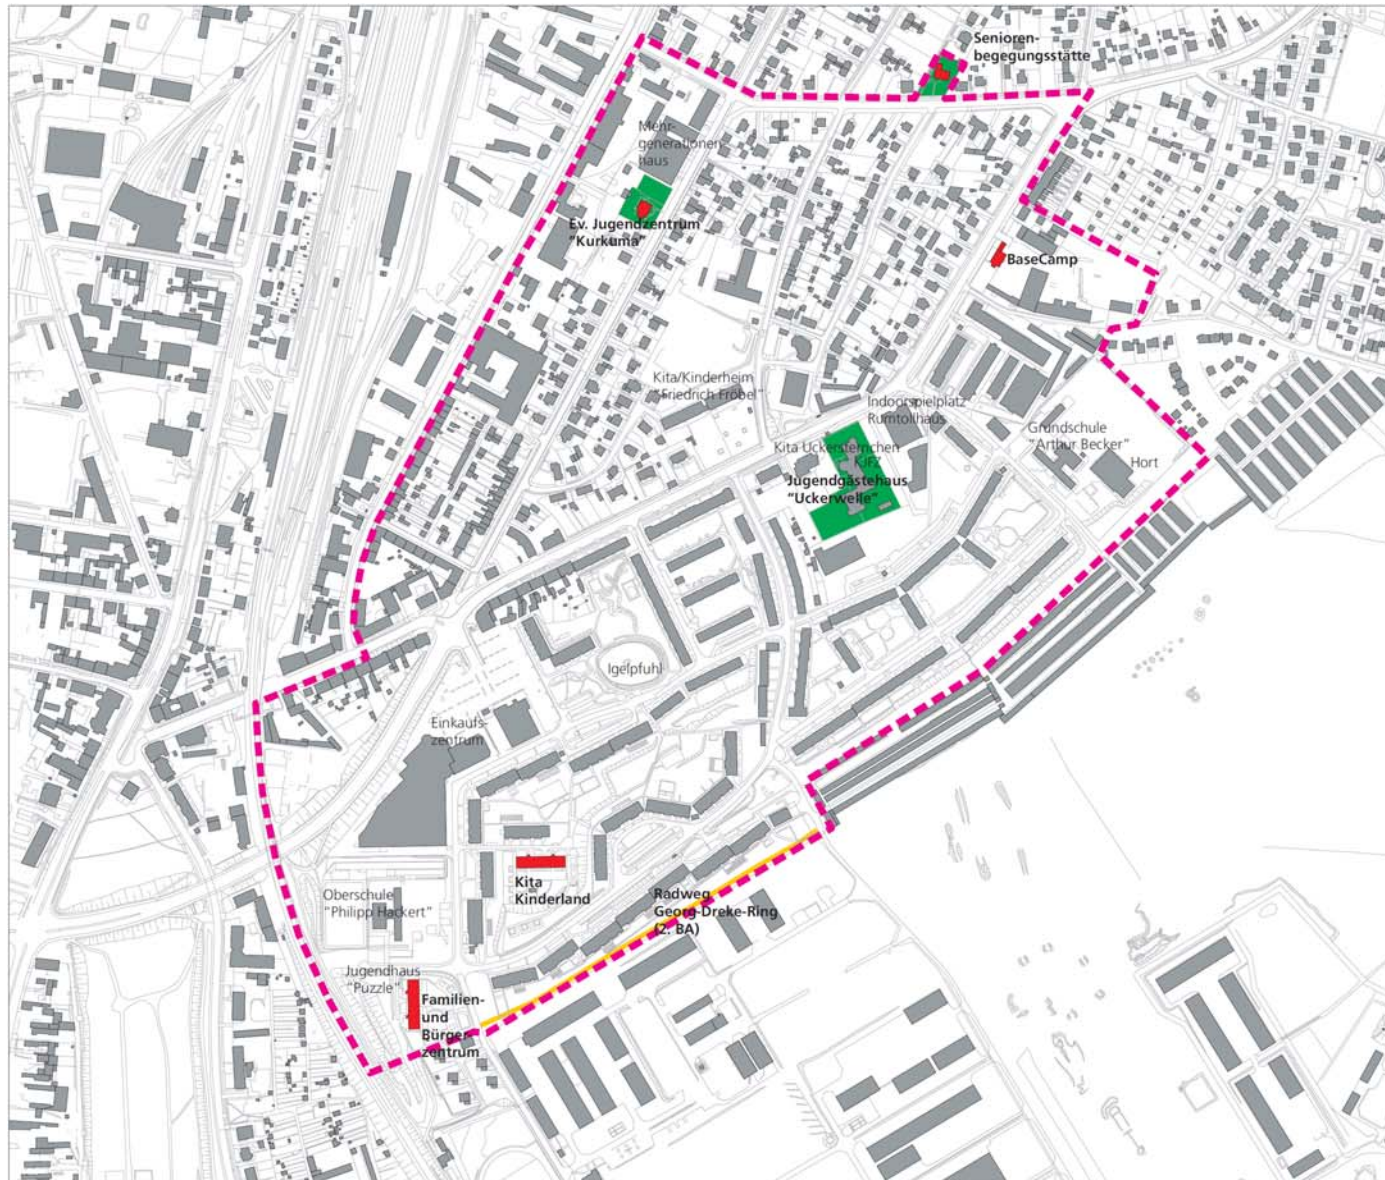 Senioren-
begegungsstätte
Mehr-
generationen
haus
Ev. Jugendzentrum
"Kurkuma"
BaseCamp
Kita/Kinderheim
"Friedrich Fröbel"
Indoorspielplatz
Rumtollhaus
Grundschule
"Arthur Becker"
Hort
Kita Uckersternchen
KJFZ
Jugendgästehaus
"Uckerwelle"
Igelpfuhl
Einkaufs-
zentrum
Kita
Kinderland
Radweg
Georg-Dreke-Ring
(2. BA)
Oberschule
"Philipp Hackert"
Jugendhaus
"Puzzle"
Familien-
und
Bürger-
zentrum